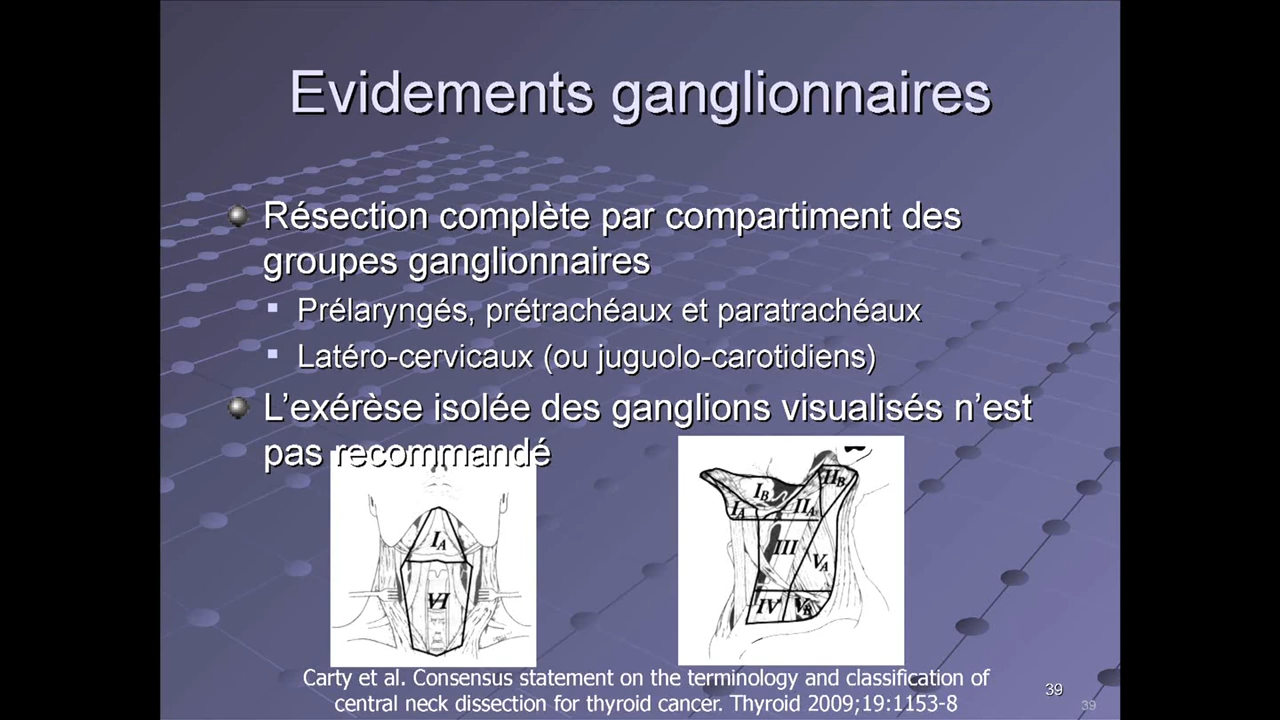 Evidements ganglionnaires
Résection complète par compartiment des
groupes ganglionnaires
Prélaryngés, prétrachéaux et paratrachéaux
Latéro-cervicaux (ou juguolo-carotidiens)
L'exérèse isolée des ganglions visualisés n'est
pas recommandé
IA
VI
IB
IIB
IA
IIA
III
VA
IV
VB
Carty et al. Consensus statement on the terminology and classification of
central neck dissection for thyroid cancer. Thyroid 2009;19:1153-8
39
39